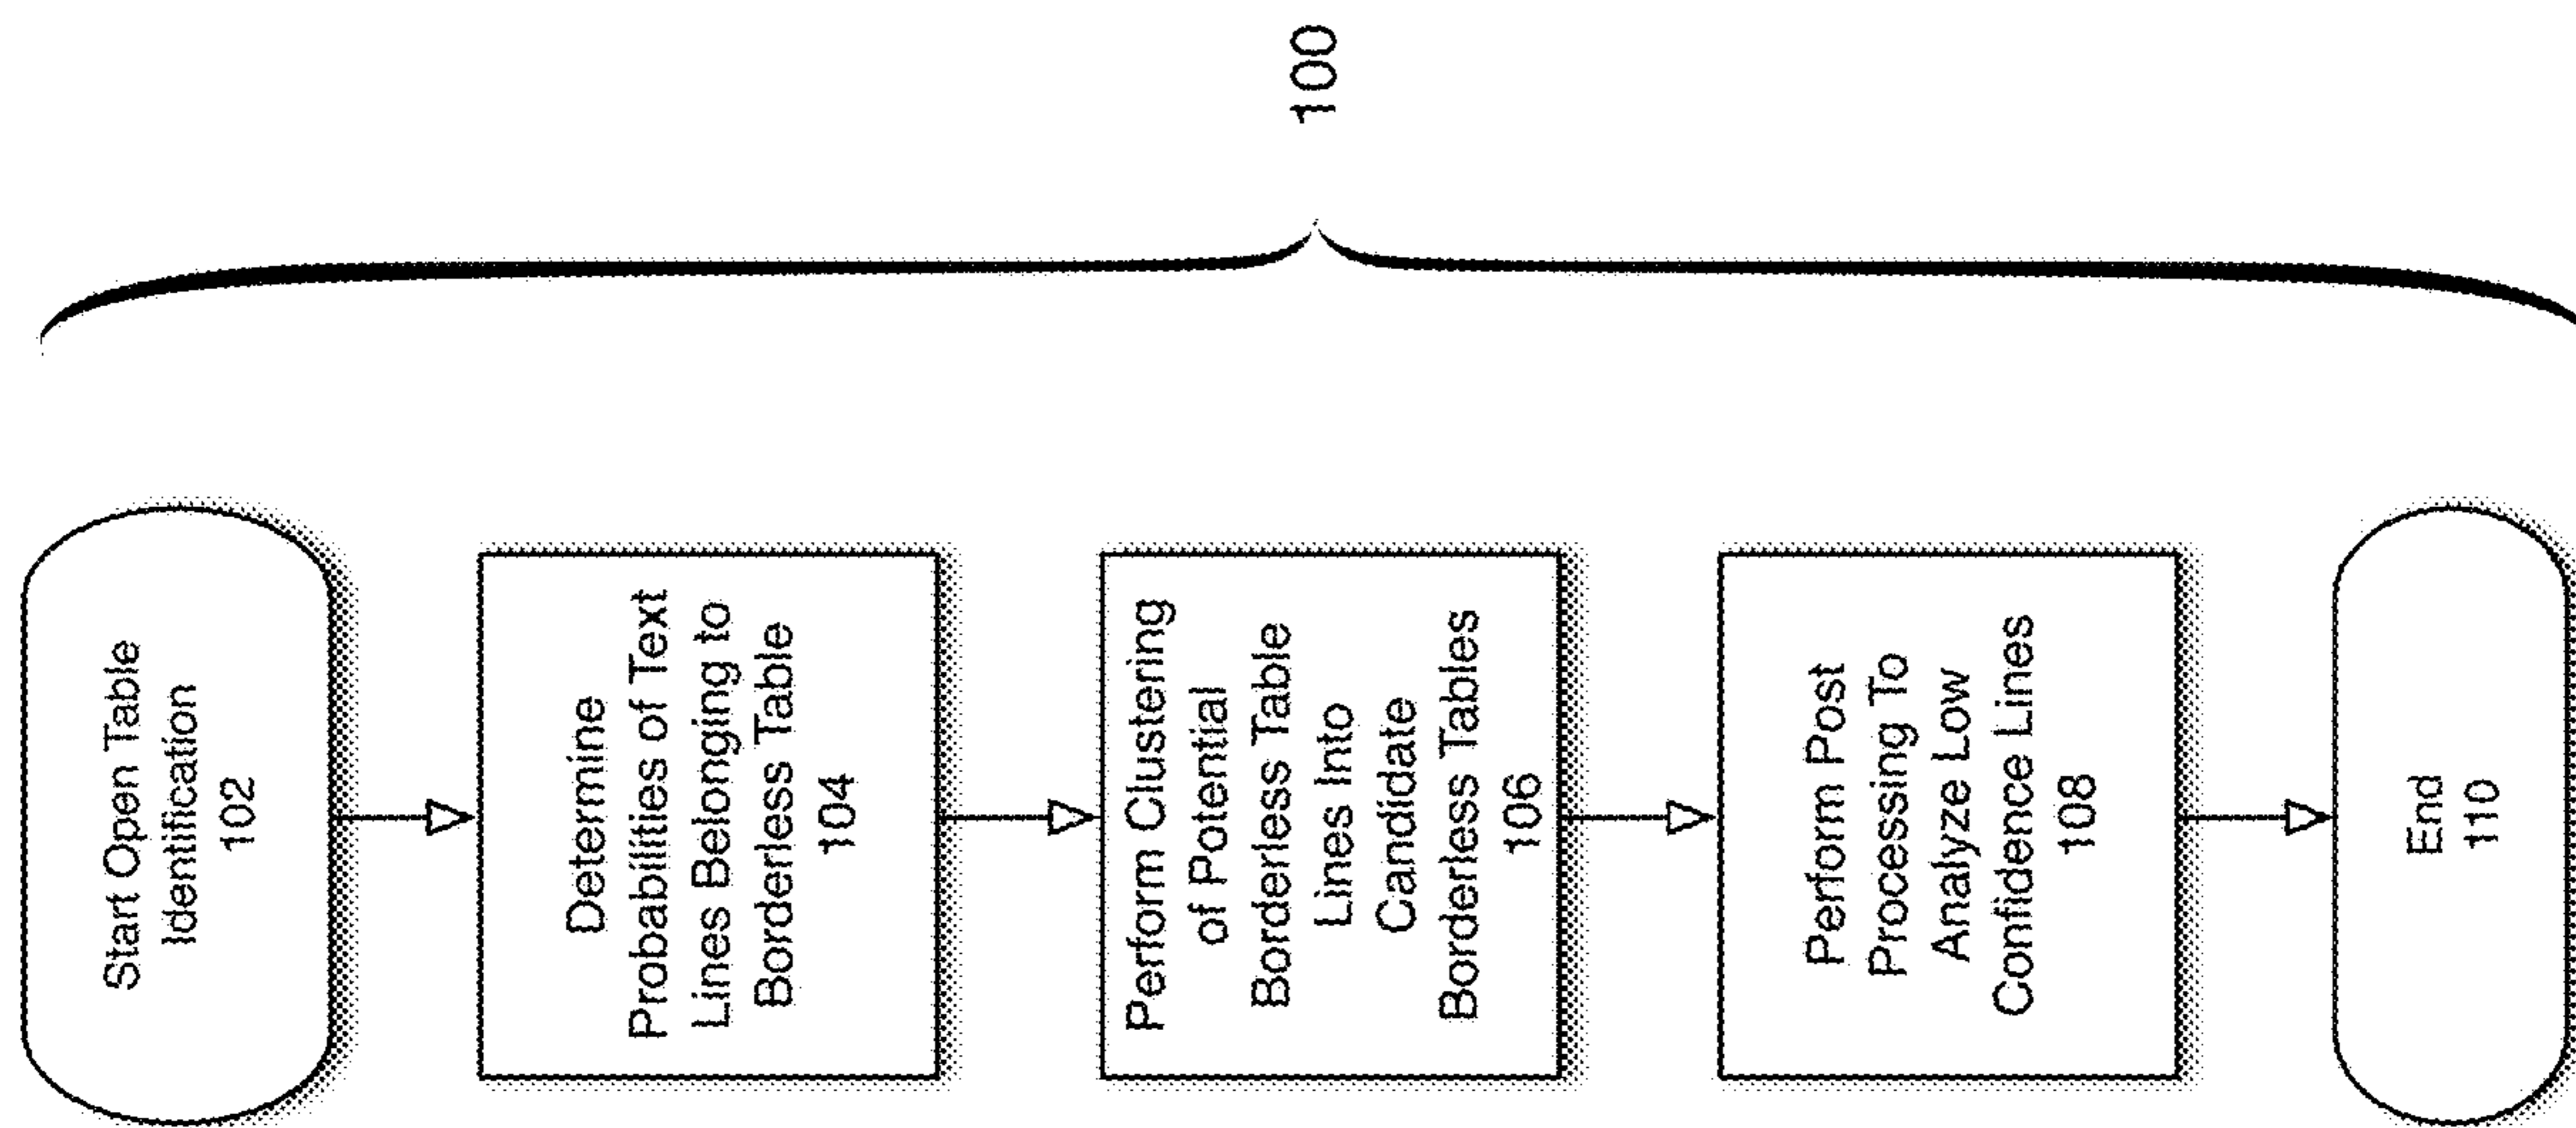 Start Open Table
Identification
102
Determine
Probabilities of Text
Lines Belonging to
Borderless Table
104
Perform Clustering
of Potential
Borderless Table
Lines Into
Candidate
Borderless Tables
106
Perform Post
Processing To
Analyze Low
Confidence Lines
108
End
110
100